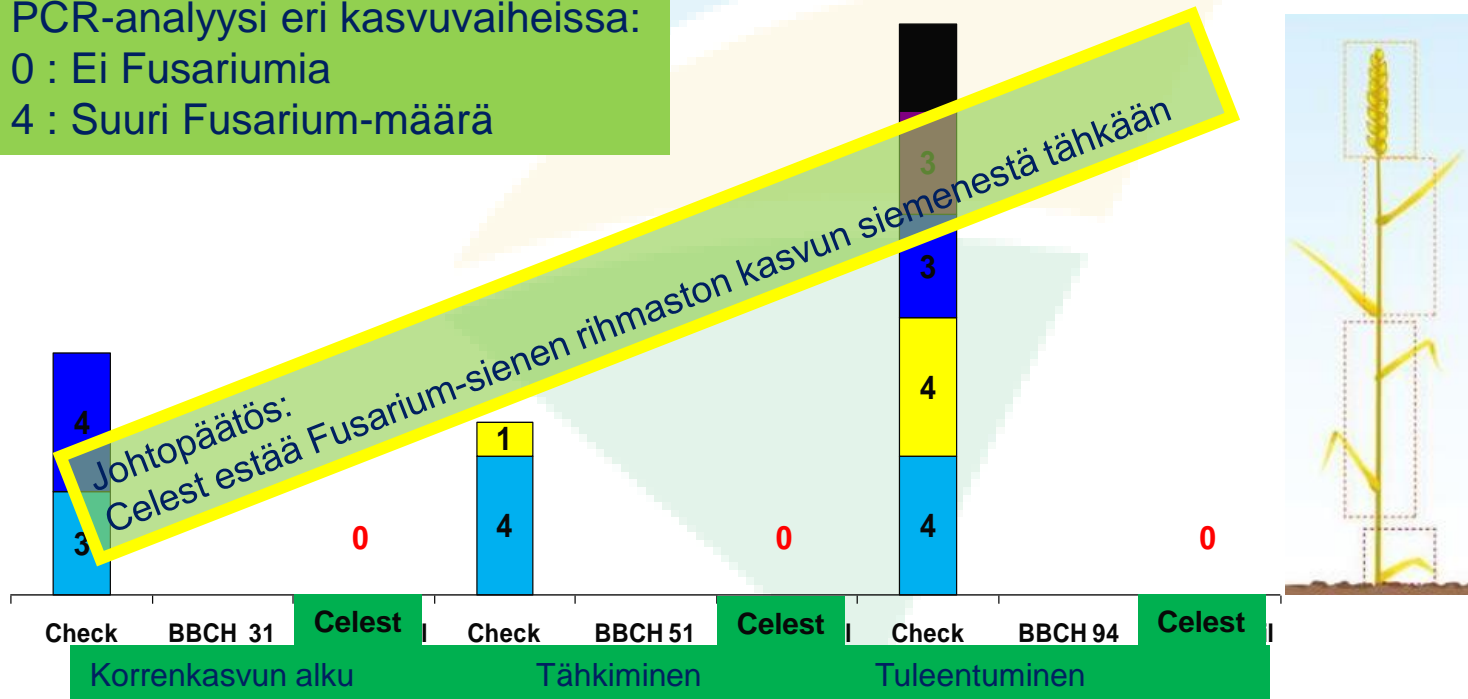 PCR-analyysi eri kasvuvaiheissa:
0 : Ei Fusariumia
4 : Suuri Fusarium-määrä
Johtopäätös:
Celest estää Fusarium-sienen rihmaston kasvun siemenestä tähkään
4
3
0
1
4
0
3
3
4
4
0
Check BBCH 31 Celest Check BBCH 51 Celest Check BBCH 94 Celest
Korrenkasvun alku Tähkiminen Tuleentuminen